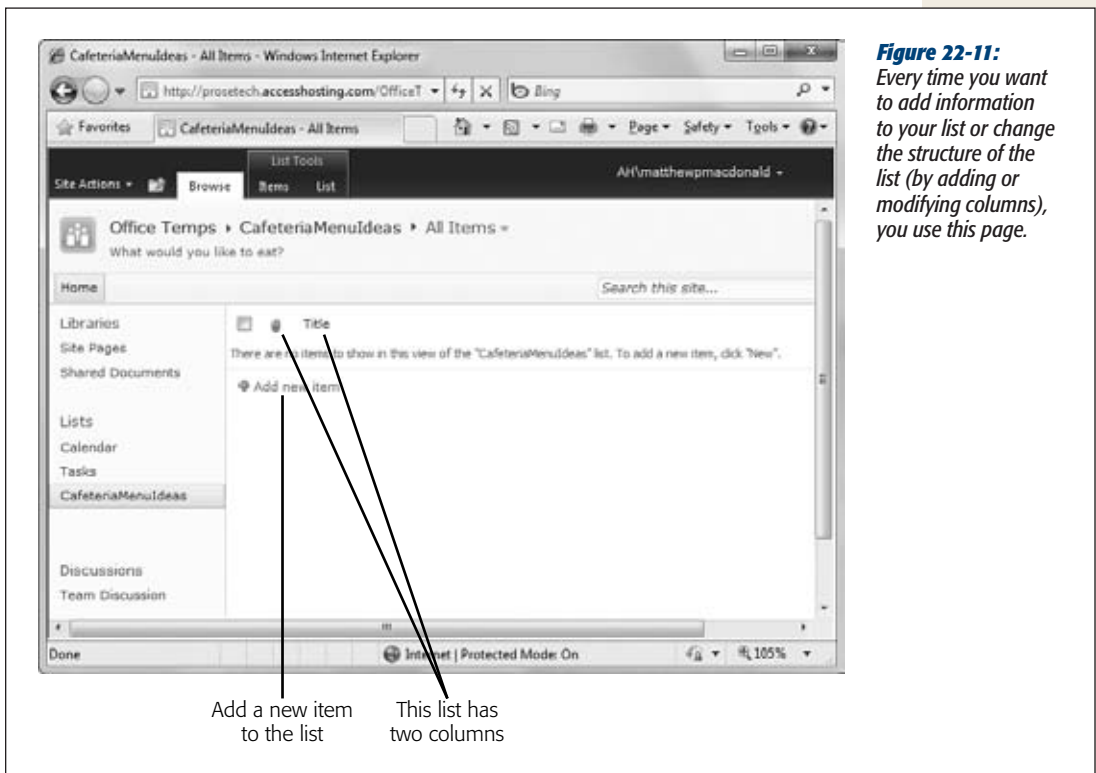 CafeteriaMenuIdeas - All Items - Windows Internet Explorer
http://prosetech.accesshosting.com/OfficeT
Bing
Favorites
CafeteriaMenuIdeas - All Items
Page
Safety
Tools
List Tools
Site Actions
Browse
Items
List
AH\matthewpmacdonald
Office Temps
CafeteriaMenuIdeas
All Items
What would you like to eat?
Home
Search this site...
Libraries
Site Pages
Shared Documents
Lists
Calendar
Tasks
CafeteriaMenuIdeas
Discussions
Team Discussion
Title
There are no items to show in this view of the "CafeteriaMenuIdeas" list. To add a new item, click "New".
Add new item
Done
Internet | Protected Mode: On
105%
Add a new item
to the list
This list has
two columns
Figure 22-11:
Every time you want
to add information
to your list or change
the structure of the
list (by adding or
modifying columns),
you use this page.